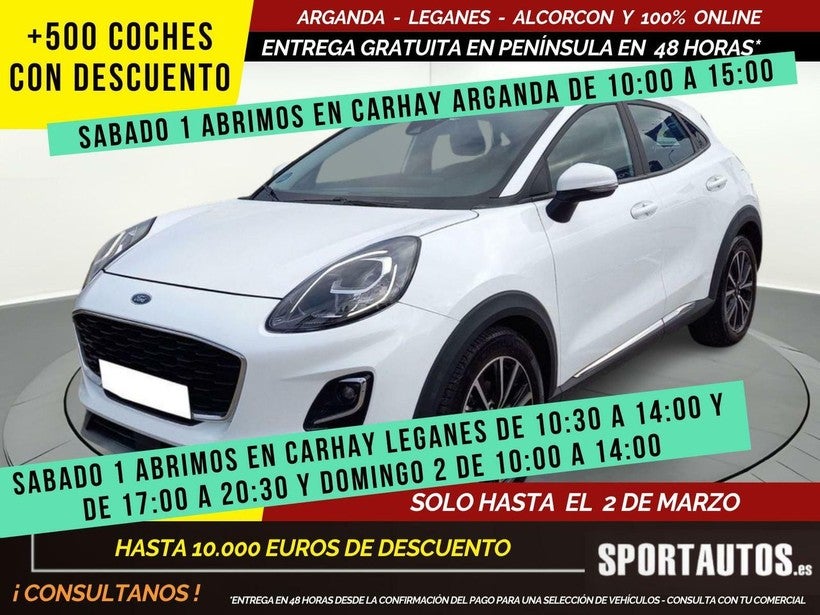 +500 COCHES
CON DESCUENTO
ARGANDA - LEGANES - ALCORCON Y 100% ONLINE
ENTREGA GRATUITA EN PENÍNSULA EN 48 HORAS*
SABADO 1 ABRIMOS EN CARHAY ARGANDA DE 10:00 A 15:00
Ford
SABADO 1 ABRIMOS EN CARHAY LEGANES DE 10:30 A 14:00 Y
DE 17:00 A 20:30 Y DOMINGO 2 DE 10:00 A 14:00
SOLO HASTA EL 2 DE MARZO
HASTA 10.000 EUROS DE DESCUENTO
SPORTAUTOS.es
¡ CONSULTANOS !
*ENTREGA EN 48 HORAS DESDE LA CONFIRMACIÓN DEL PAGO PARA UNA SELECCIÓN DE VEHÍCULOS - CONSULTA CON TU COMERCIAL